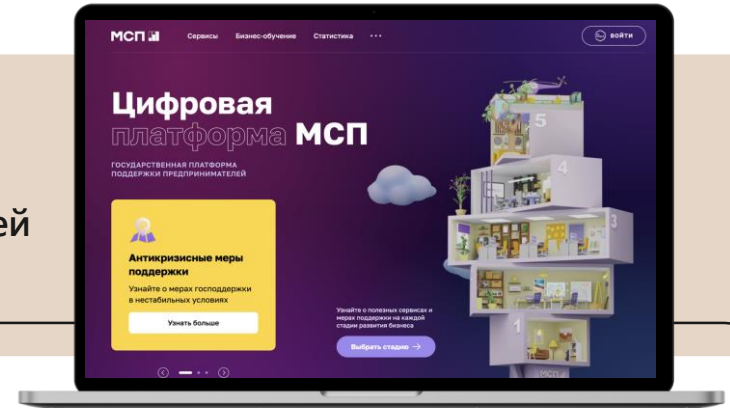 МСП
Сервисы Бизнес-обучение Статистика ...
войти
Цифровая
платформа МСП
ГОСУДАРСТВЕННАЯ ПЛАТФОРМА
ПОДДЕРЖКИ ПРЕДПРИНИМАТЕЛЕЙ
ей
Антикризисные меры
поддержки
Узнайте о мерах господдержки
в нестабильных условиях
Узнать больше
Узнайте о полезных сервисах и
мерах поддержки на каждой
стадии развития бизнеса
Выбрать стадию →
5
4
3
1
МСП